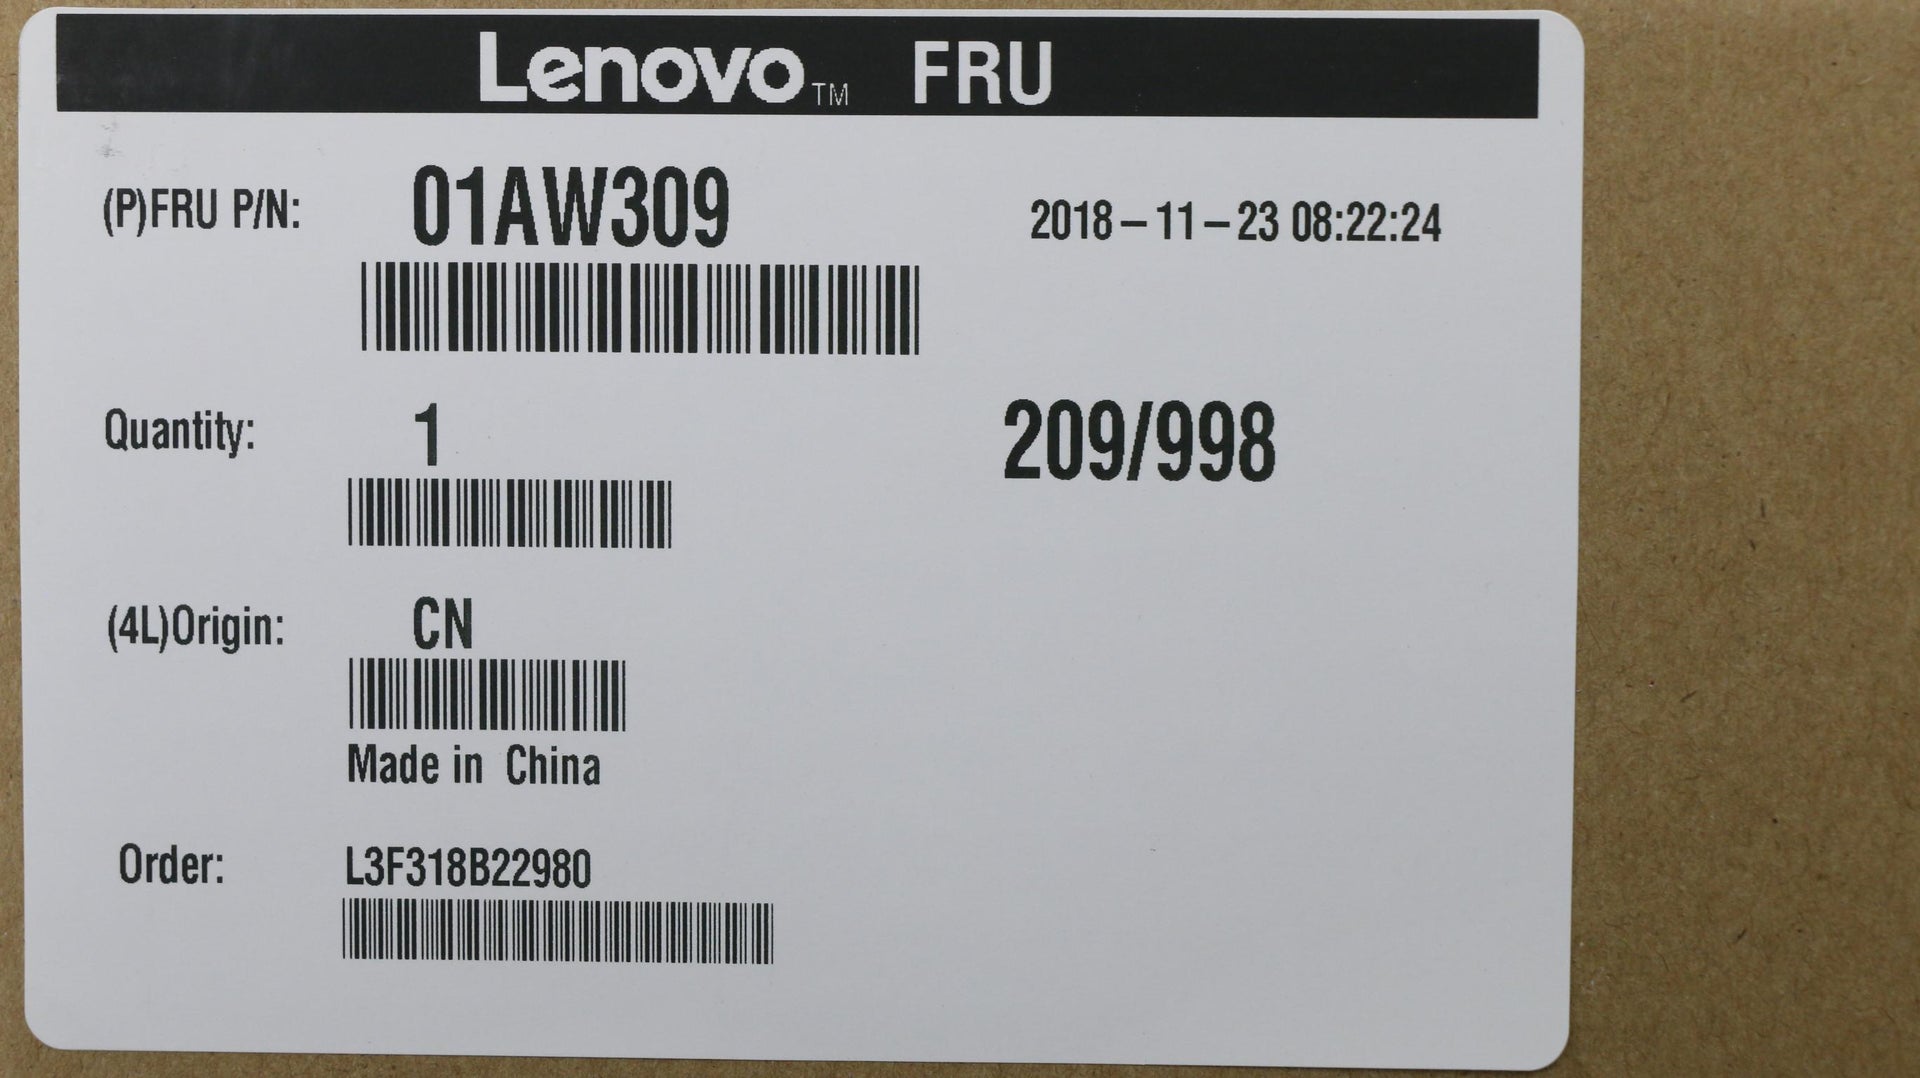 Lenovo™ FRU
(P)FRU P/N: 01AW309 2018-11-23 08:22:24
Quantity: 1 209/998
(4L)Origin: CN
Made in China
Order: L3F318B22980